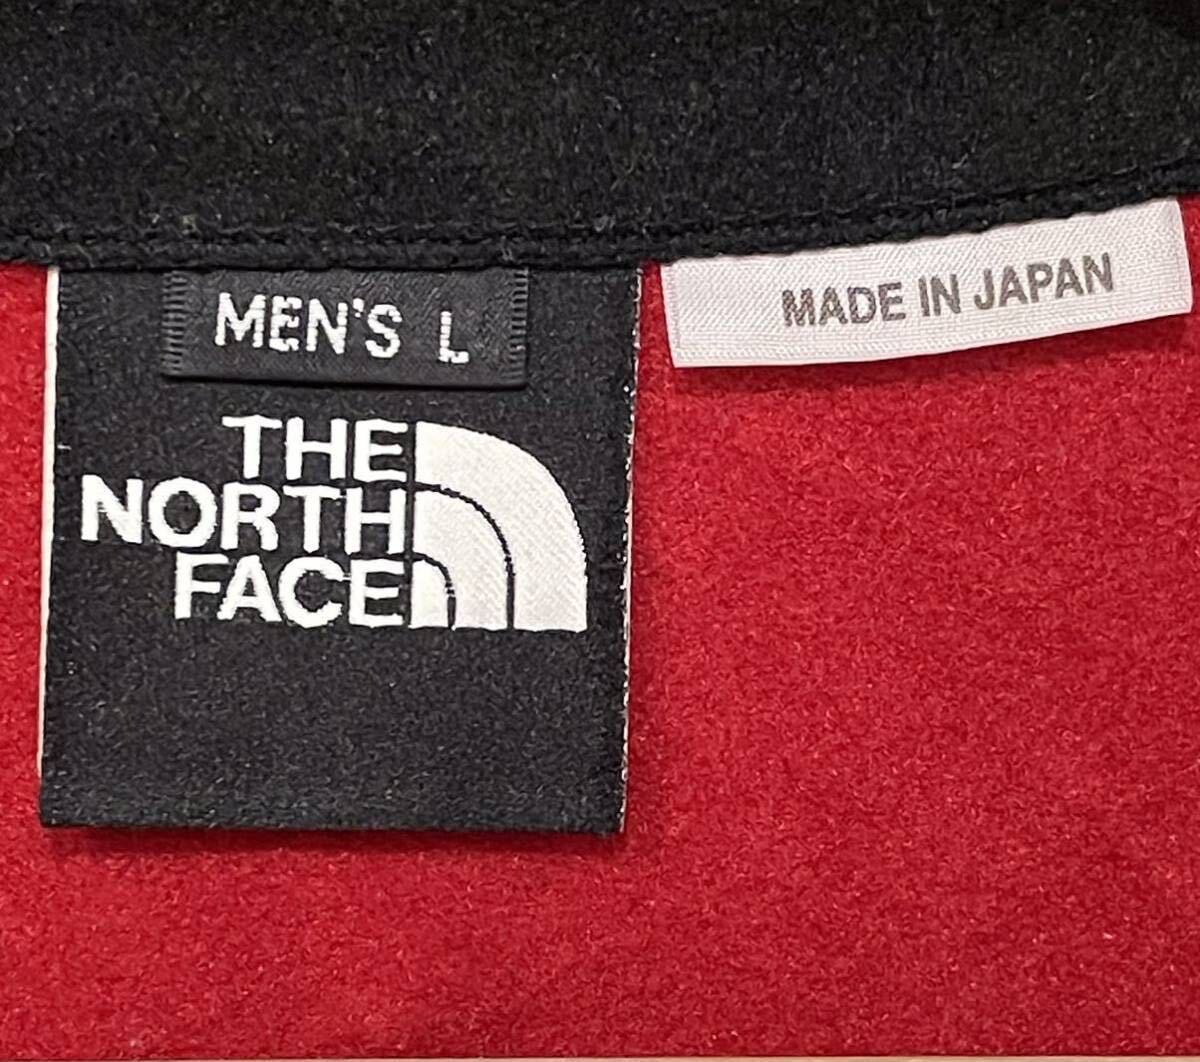 MEN'S L
THE
NORTH
FACE
MADE IN JAPAN